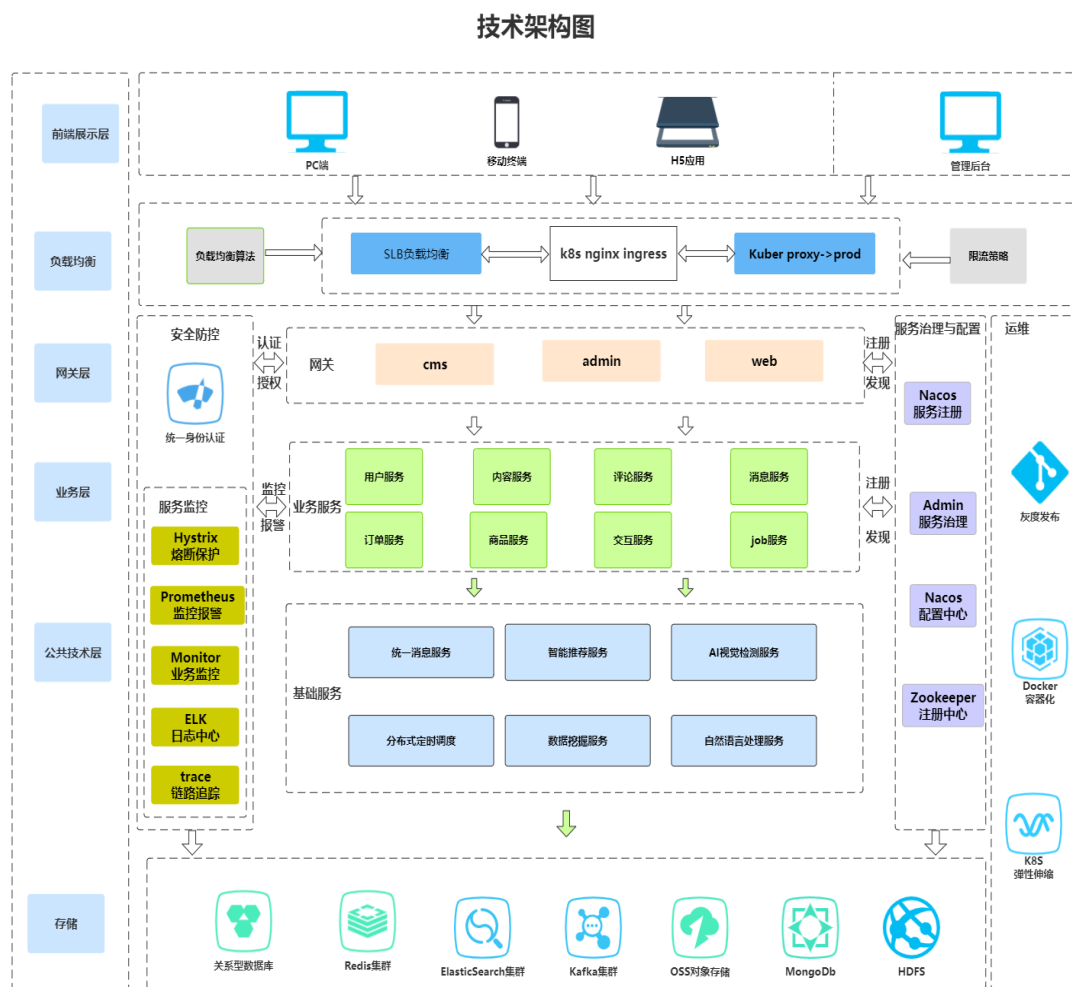 技术架构图
前端展示层
PC端
移动终端
H5应用
管理后台
负载均衡
负载均衡算法
SLB负载均衡
k8s nginx ingress
Kuber proxy->prod
限流策略
网关层
安全防控
统一身份认证
认证
授权
网关
cms
admin
web
注册
发现
服务治理与配置
Nacos
服务注册
运维
业务层
服务监控
Hystrix
熔断保护
监控
报警
业务服务
用户服务
内容服务
评论服务
消息服务
订单服务
商品服务
交互服务
job服务
注册
发现
Admin
服务治理
灰度发布
公共技术层
Prometheus
监控报警
Monitor
业务监控
ELK
日志中心
trace
链路追踪
基础服务
统一消息服务
智能推荐服务
AI视觉检测服务
分布式定时调度
数据挖掘服务
自然语言处理服务
Nacos
配置中心
Zookeeper
注册中心
Docker
容器化
K8S
弹性伸缩
存储
关系型数据库
Redis集群
ElasticSearch集群
Kafka集群
OSS对象存储
MongoDb
HDFS